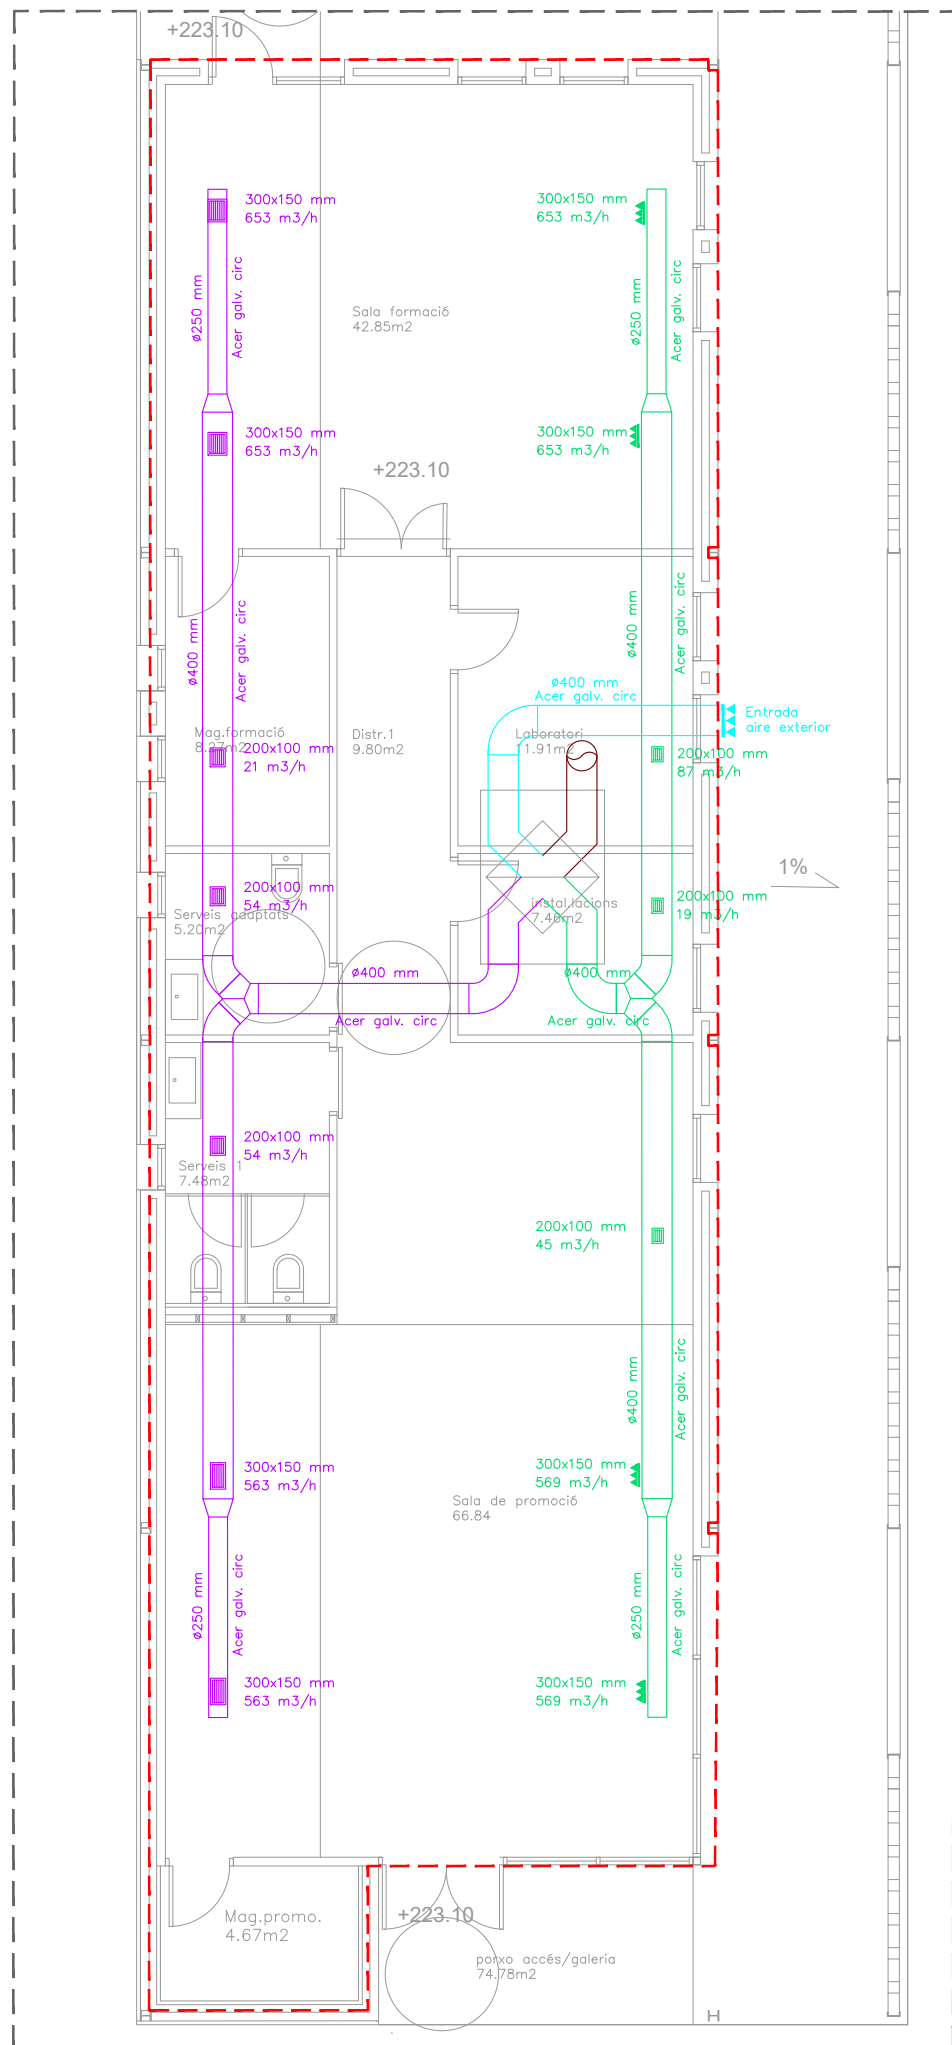 +223.10
300x150 mm
653 m3/h
300x150 mm
653 m3/h
ø250 mm
Acer galv. circ
Sala formació
42.85m2
ø250 mm
Acer galv. circ
300x150 mm
653 m3/h
300x150 mm
653 m3/h
+223.10
ø400 mm
Acer galv. circ
ø400 mm
Acer galv. circ
ø400 mm
Acer galv. circ
Entrada
aire exterior
Mag.formació
8.27m2
Distr.1
9.80m2
Laboratori
11.91m2
200x100 mm
21 m3/h
200x100 mm
87 m3/h
1%
200x100 mm
54 m3/h
Serveis adaptats
5.20m2
instal.lacions
7.46m2
200x100 mm
19 m3/h
ø400 mm
Acer galv. circ
ø400 mm
Acer galv. circ
200x100 mm
54 m3/h
Serveis 1
7.48m2
200x100 mm
45 m3/h
ø400 mm
Acer galv. circ
300x150 mm
563 m3/h
300x150 mm
569 m3/h
Sala de promoció
66.84
ø250 mm
Acer galv. circ
ø250 mm
Acer galv. circ
300x150 mm
563 m3/h
300x150 mm
569 m3/h
Mag.promo.
4.67m2
+223.10
porxo accés/galeria
74.78m2